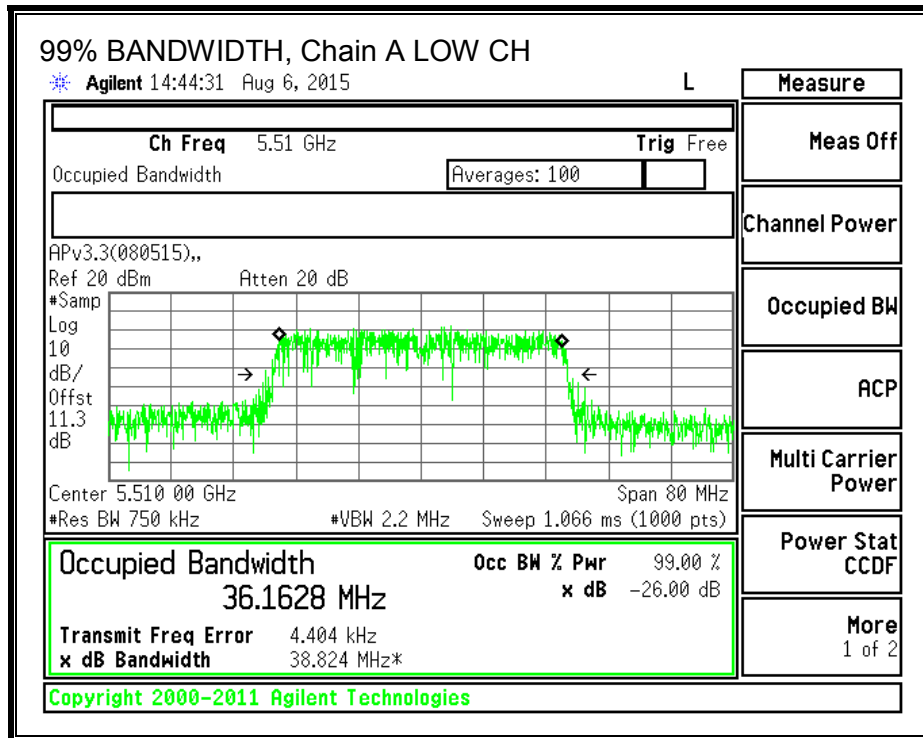 99% BANDWIDTH, Chain A LOW CH
Agilent 14:44:31 Aug 6, 2015 L
Measure
Ch Freq 5.51 GHz Trig Free
Occupied Bandwidth Averages: 100
APv3.3(080515),,
Ref 20 dBm Atten 20 dB
#Samp
Log
10
dB/
Offst
11.3
dB
Center 5.510 00 GHz Span 80 MHz
#Res BW 750 kHz #VBW 2.2 MHz Sweep 1.066 ms (1000 pts)
Occupied Bandwidth
36.1628 MHz
Occ BW % Pwr 99.00 %
x dB -26.00 dB
Transmit Freq Error 4.404 kHz
x dB Bandwidth 38.824 MHz*
Copyright 2000-2011 Agilent Technologies
Meas Off
Channel Power
Occupied BW
ACP
Multi Carrier
Power
Power Stat
CCDF
More
1 of 2